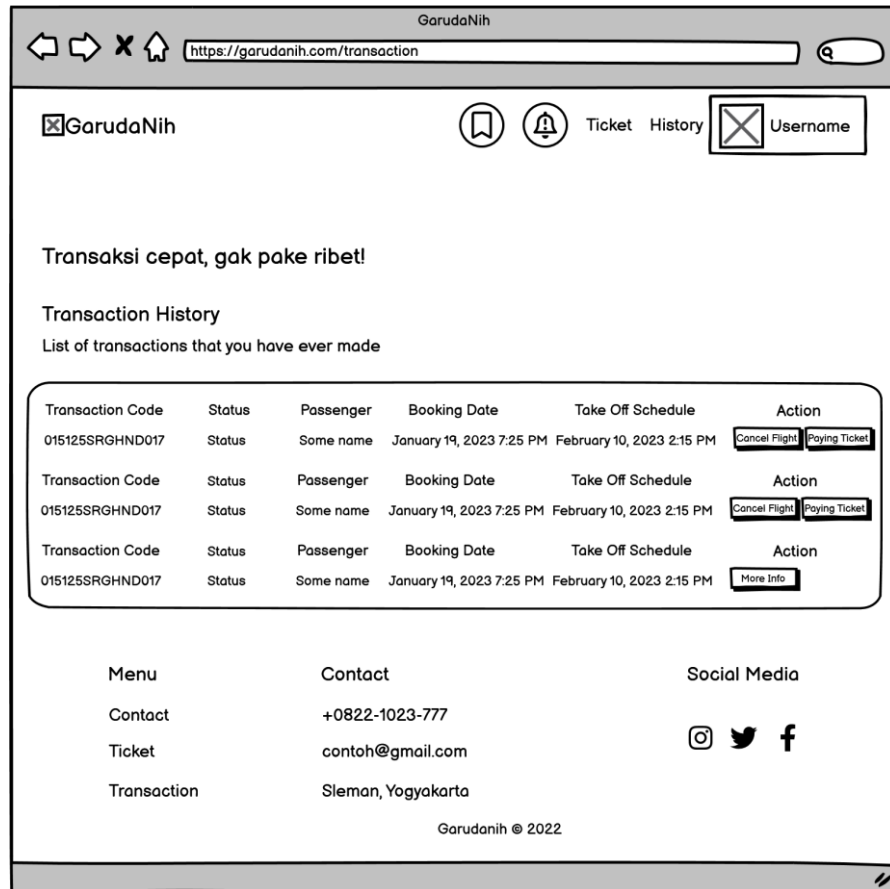 GarudaNih
https://garudanih.com/transaction
GarudaNih
Ticket History Username
Transaksi cepat, gak pake ribet!
Transaction History
List of transactions that you have ever made
Transaction Code Status Passenger Booking Date Take Off Schedule Action
015125SRGHND017 Status Some name January 19, 2023 7:25 PM February 10, 2023 2:15 PM Cancel Flight Paying Ticket
Transaction Code Status Passenger Booking Date Take Off Schedule Action
015125SRGHND017 Status Some name January 19, 2023 7:25 PM February 10, 2023 2:15 PM Cancel Flight Paying Ticket
Transaction Code Status Passenger Booking Date Take Off Schedule Action
015125SRGHND017 Status Some name January 19, 2023 7:25 PM February 10, 2023 2:15 PM More Info
Menu Contact Social Media
Contact +0822-1023-777
Ticket contoh@gmail.com
Transaction Sleman, Yogyakarta
Garudanih © 2022